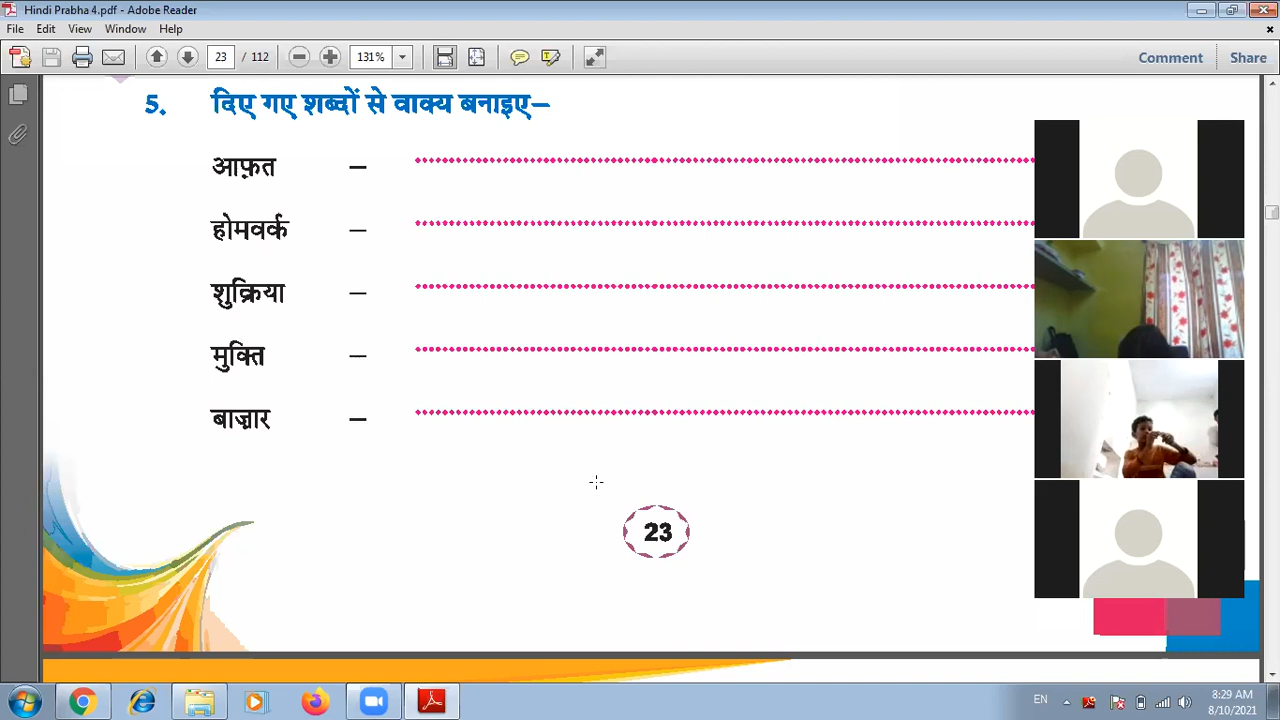 Hindi Prabha 4.pdf - Adobe Reader
File Edit View Window Help
23 / 112 131% Comment Share
5. दिए गए शब्दों से वाक्य बनाइए–
आफ़त –
होमवर्क –
शुक्रिया –
मुक्ति –
बाज़ार –
23
EN 8:29 AM
8/10/2021